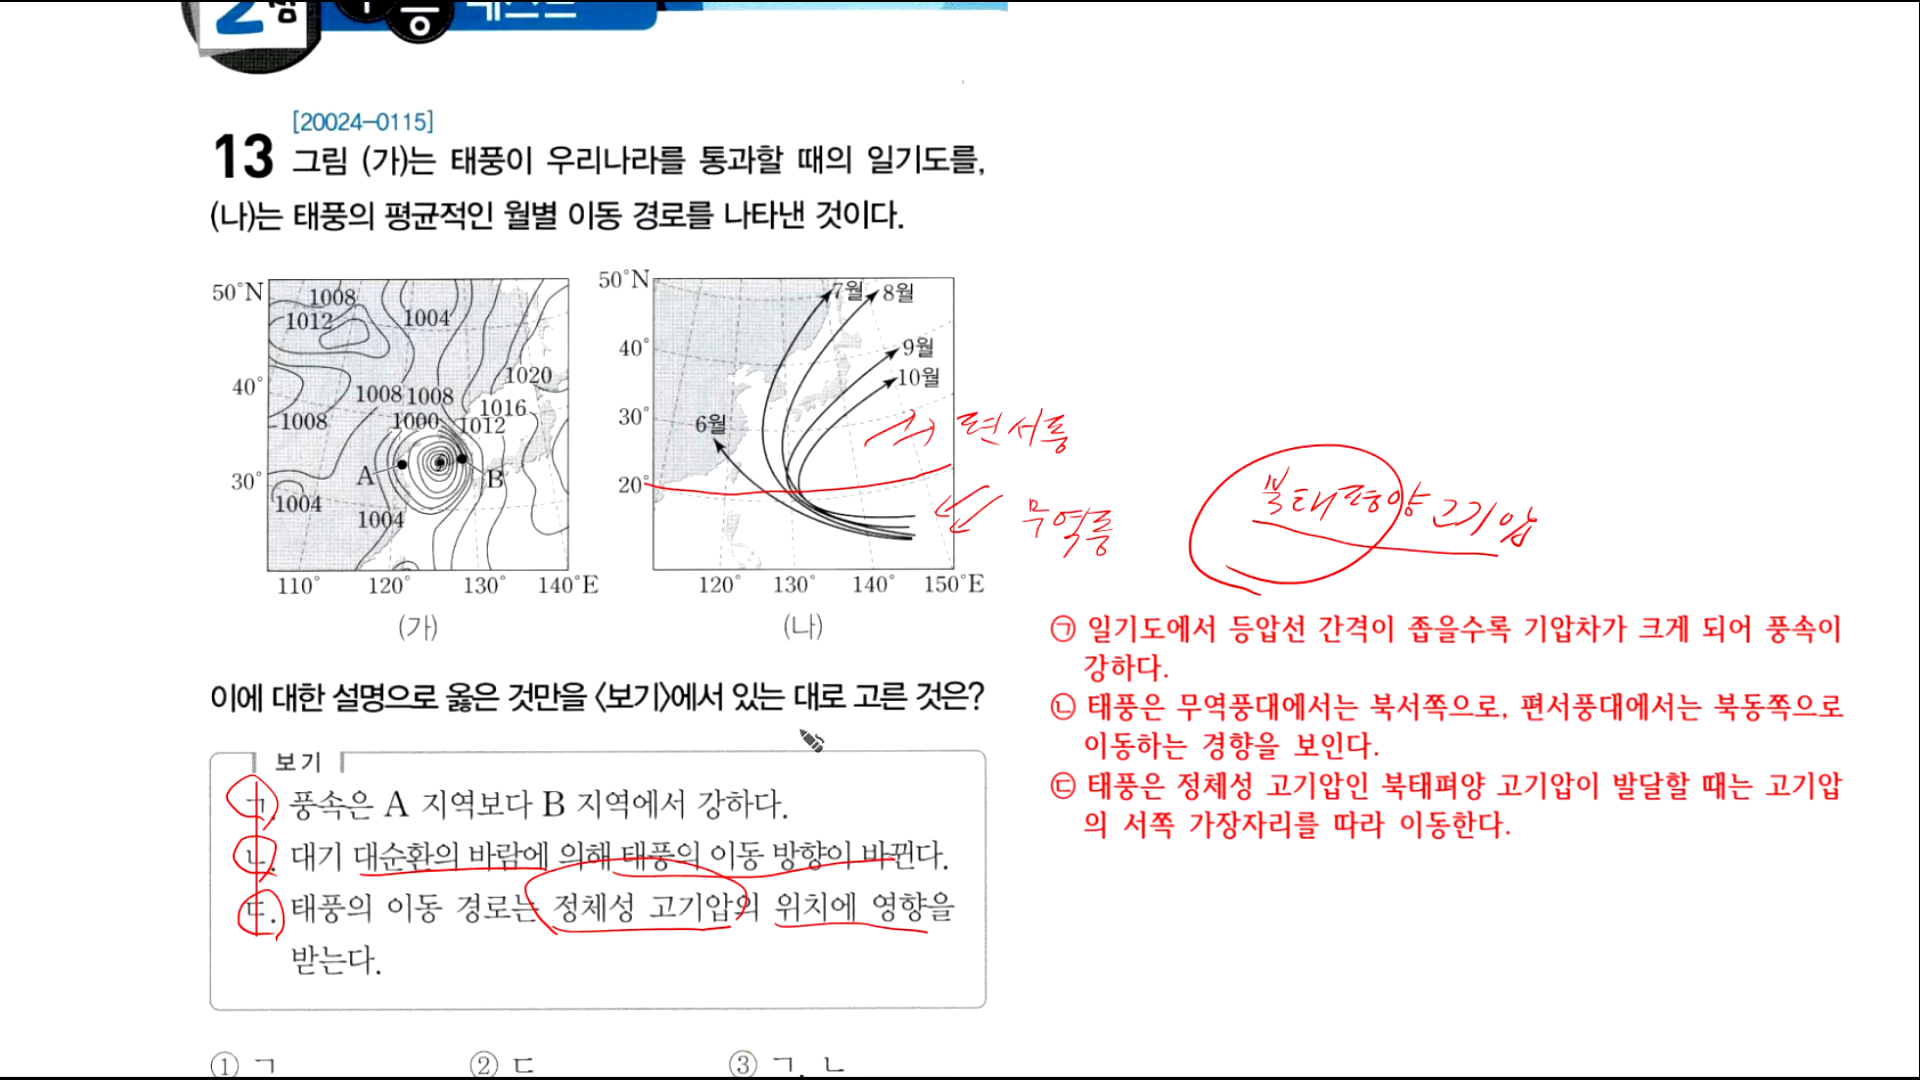 2
테스트
[20024-0115]
13 그림 (가)는 태풍이 우리나라를 통과할 때의 일기도를,
(나)는 태풍의 평균적인 월별 이동 경로를 나타낸 것이다.
50°N
1008
1012
1004
40°
1020
1008 1008
1016
1008
1000
1012
A
B
30°
1004
1004
110° 120° 130° 140°E
(가)
50°N
7월
8월
40°
9월
10월
30°
6월
20°
120° 130° 140° 150°E
(나)
편서풍
무역풍
북태평양 고기압
㉠ 일기도에서 등압선 간격이 좁을수록 기압차가 크게 되어 풍속이
강하다.
㉡ 태풍은 무역풍대에서는 북서쪽으로, 편서풍대에서는 북동쪽으로
이동하는 경향을 보인다.
㉢ 태풍은 정체성 고기압인 북태펴양 고기압이 발달할 때는 고기압
의 서쪽 가장자리를 따라 이동한다.
이에 대한 설명으로 옳은 것만을 <보기>에서 있는 대로 고른 것은?
보기
ㄱ. 풍속은 A 지역보다 B 지역에서 강하다.
ㄴ. 대기 대순환의 바람에 의해 태풍의 이동 방향이 바뀐다.
ㄷ. 태풍의 이동 경로는 정체성 고기압의 위치에 영향을
받는다.
① ㄱ ② ㄷ ③ ㄱ, ㄴ